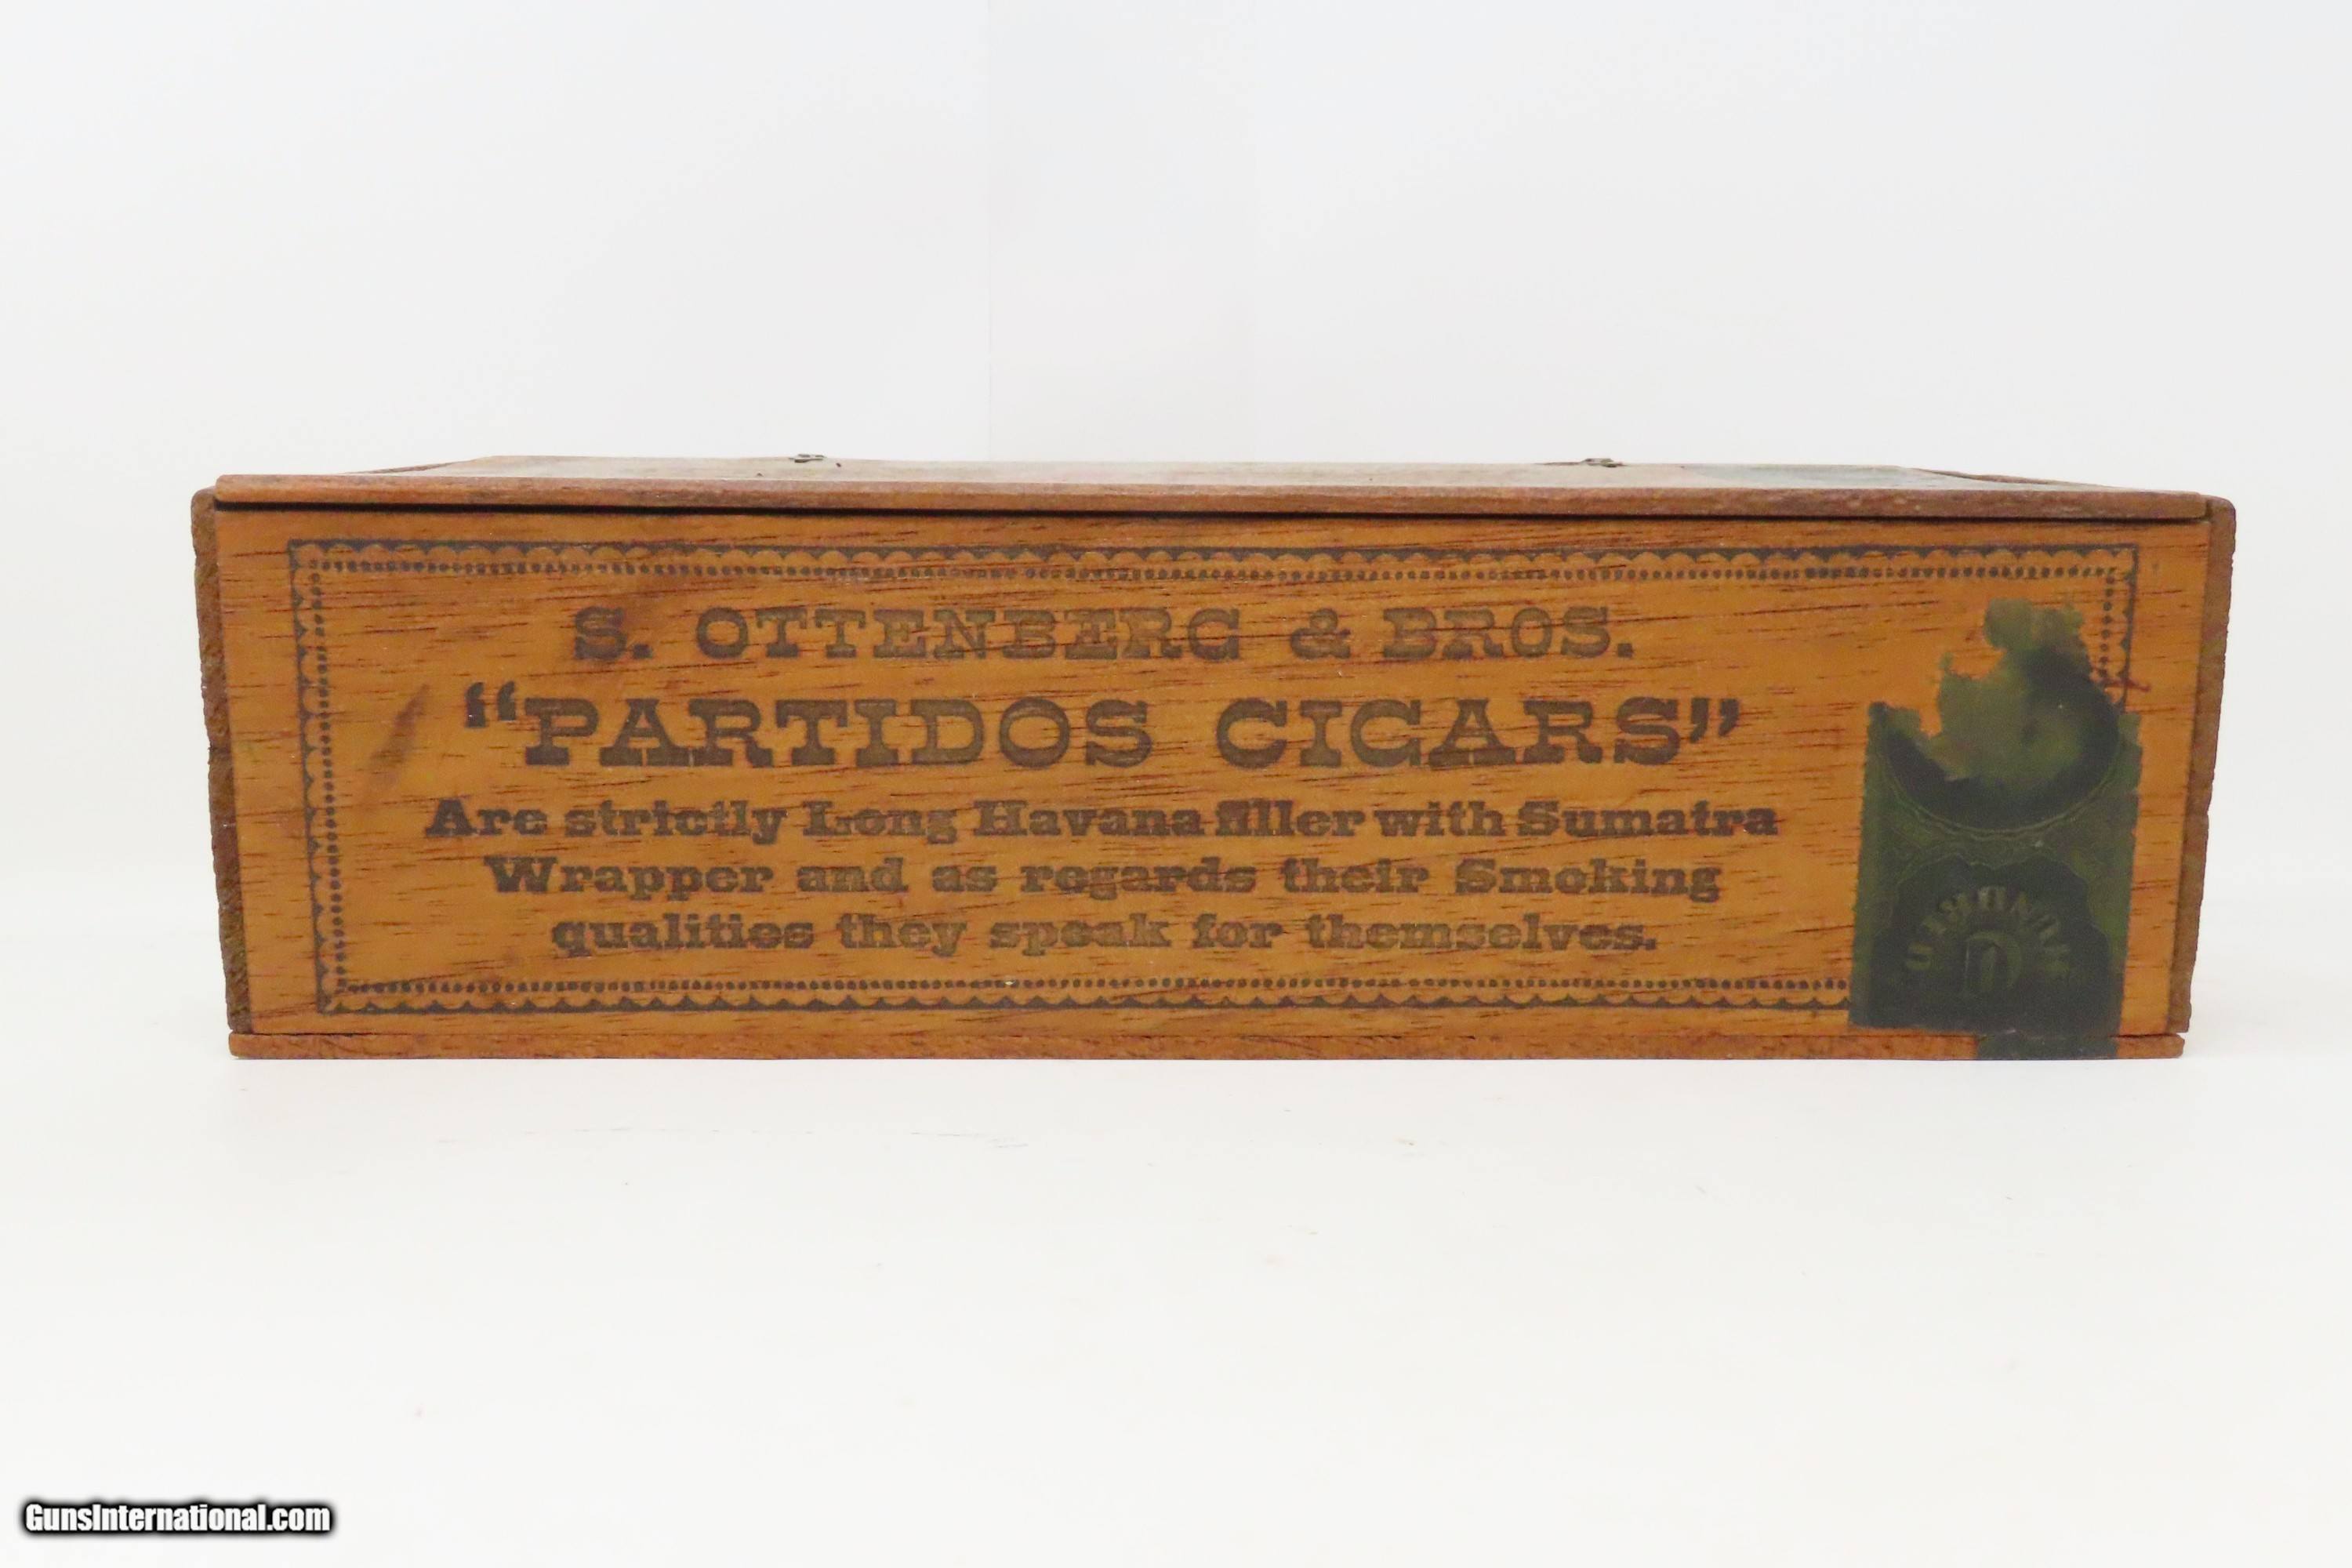 S. OTTENBERG & BROS.
“PARTIDOS CIGARS”
Are strictly Long Havana filler with Sumatra
Wrapper and as regards their Smoking
qualities they speak for themselves.
GunsInternational.com